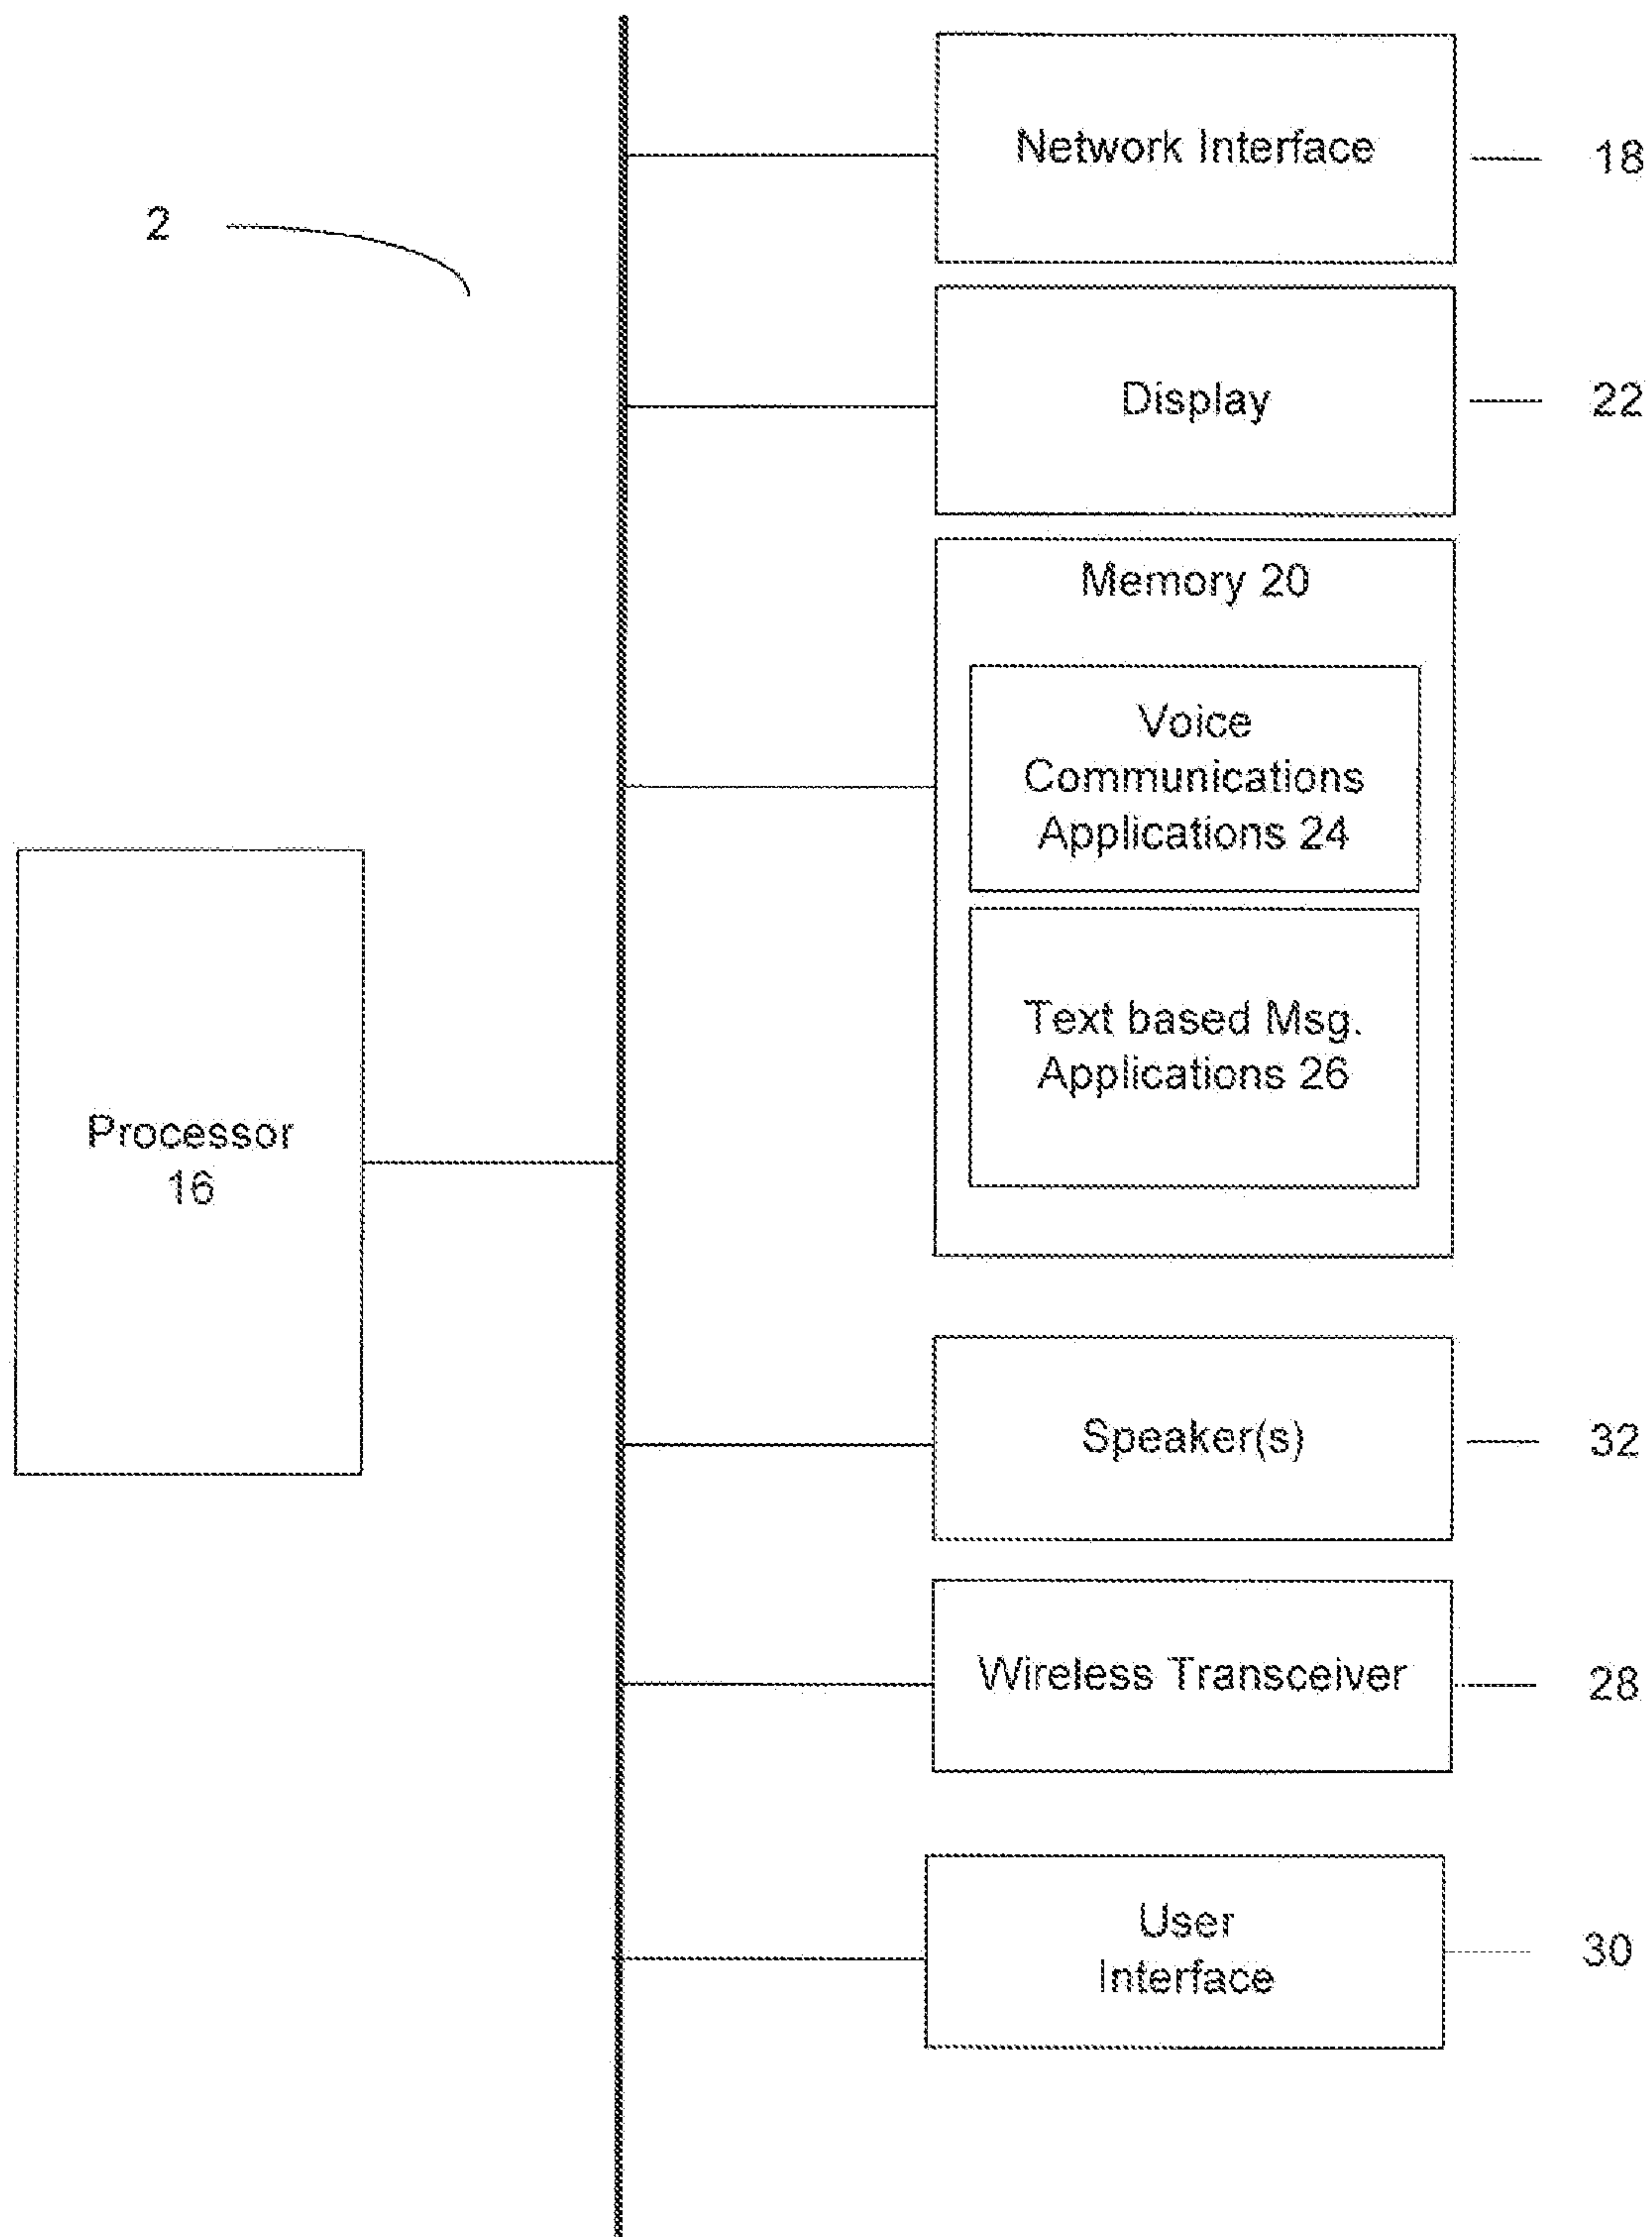 Network Interface
18
2
Display
22
Memory 20
Voice
Communications
Applications 24
Text based Msg.
Applications 26
Processor
16
Speaker(s)
32
Wireless Transceiver
28
User
Interface
30